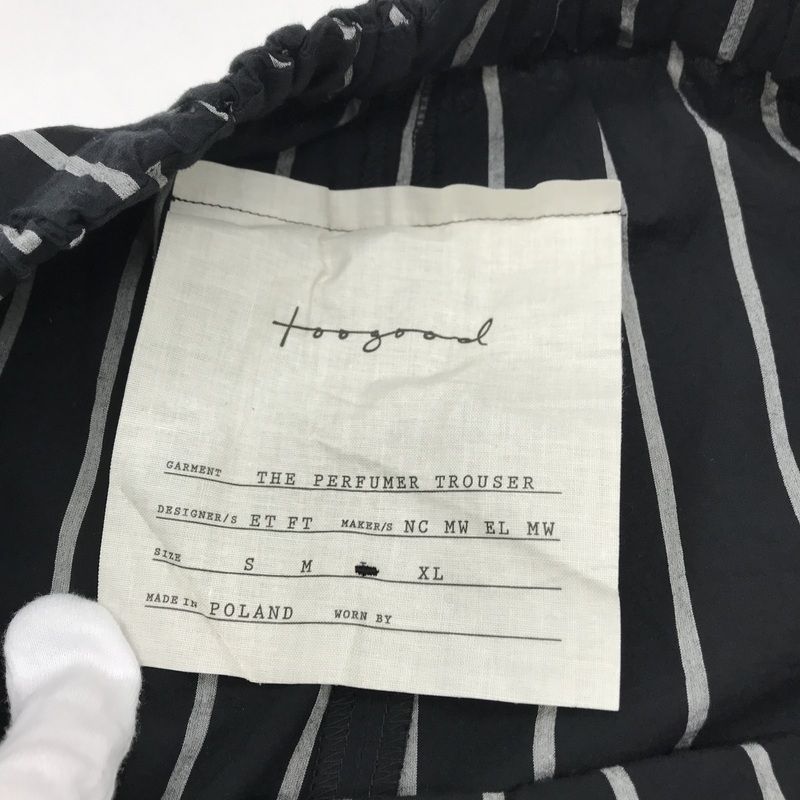 toogood
GARMENT THE PERFUMER TROUSER
DESIGNER/S ET FT MAKER/S NC MW EL MW
SIZE S M XL
MADE IN POLAND WORN BY